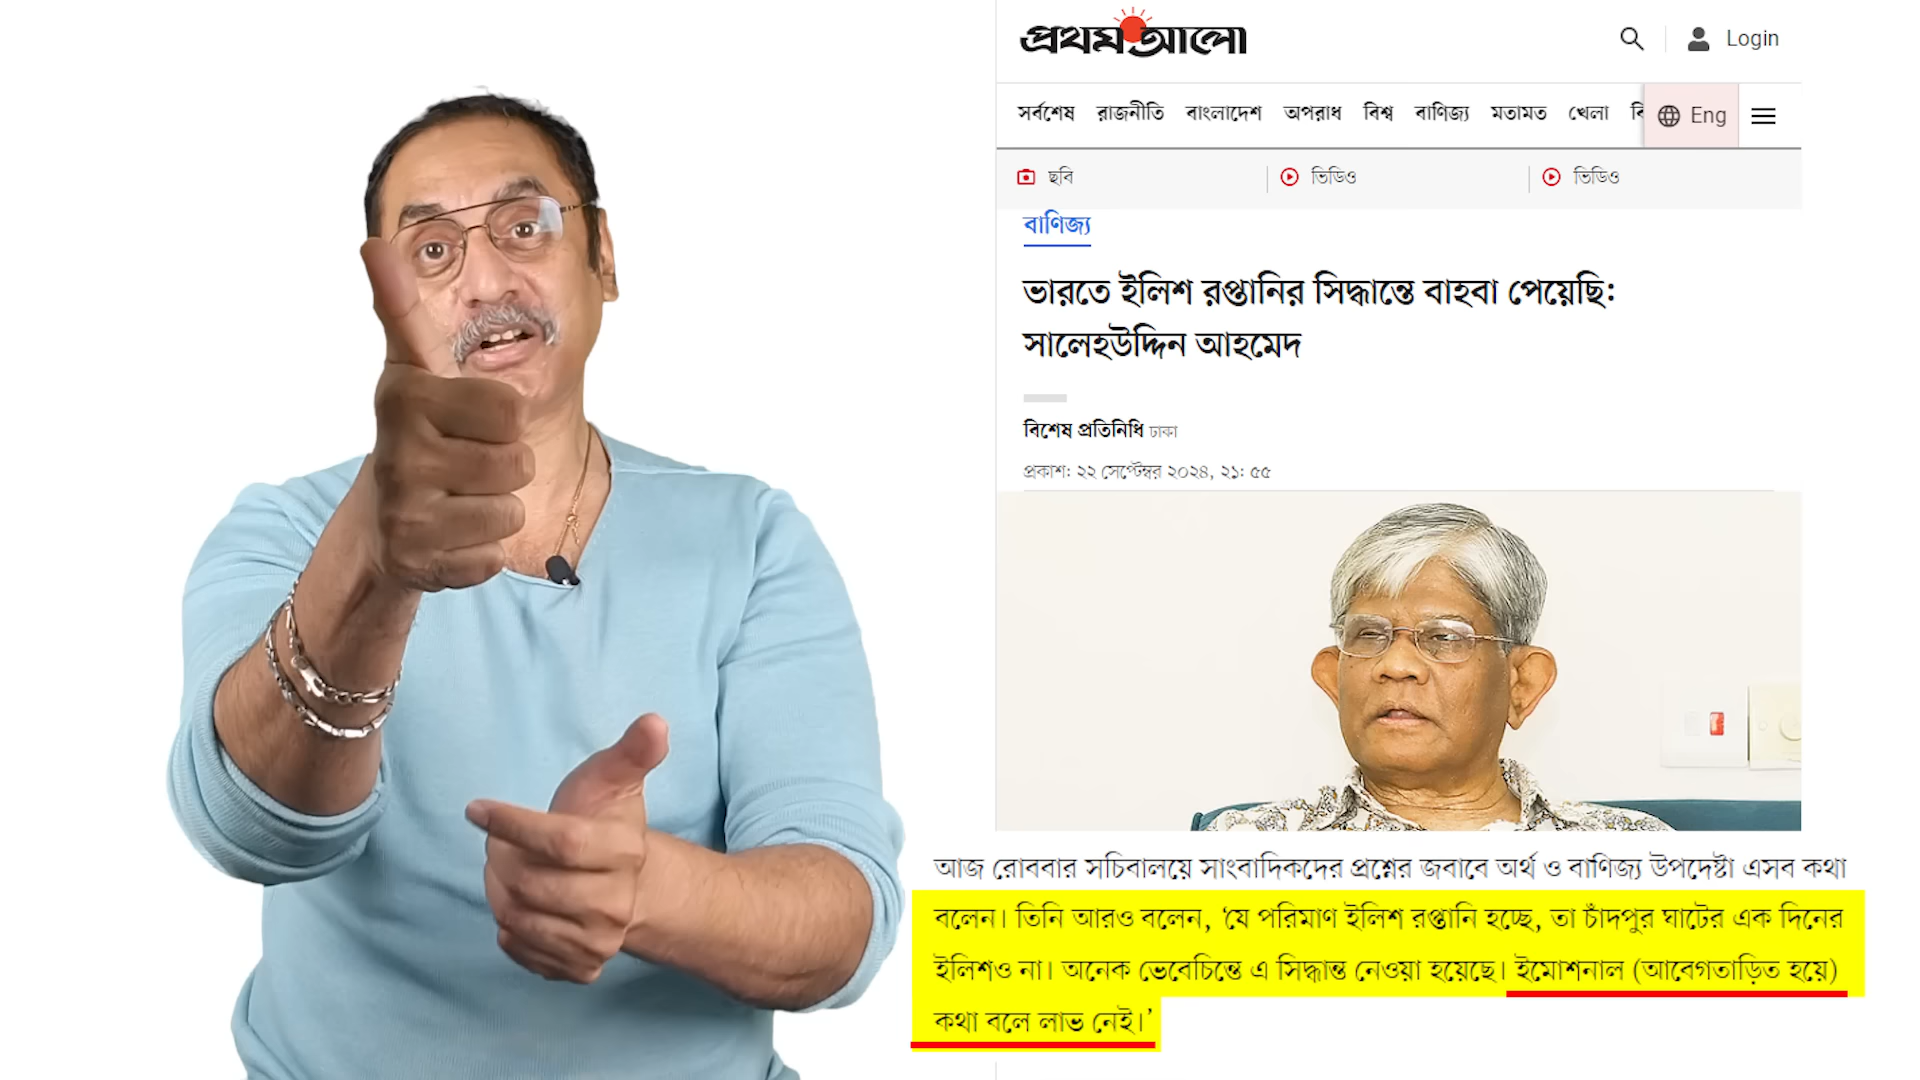 প্রথম আলো
Login
সর্বশেষ রাজনীতি বাংলাদেশ অপরাধ বিশ্ব বাণিজ্য মতামত খেলা
Eng
ছবি ভিডিও ভিডিও
বাণিজ্য
ভারতে ইলিশ রপ্তানির সিদ্ধান্তে বাহবা পেয়েছি:
সালেহউদ্দিন আহমেদ
বিশেষ প্রতিনিধি ঢাকা
প্রকাশ: ২২ সেপ্টেম্বর ২০২৪, ২১: ৫৫
আজ রোববার সচিবালয়ে সাংবাদিকদের প্রশ্নের জবাবে অর্থ ও বাণিজ্য উপদেষ্টা এসব কথা
বলেন। তিনি আরও বলেন, ‘যে পরিমাণ ইলিশ রপ্তানি হচ্ছে, তা চাঁদপুর ঘাটের এক দিনের
ইলিশও না। অনেক ভেবেচিন্তে এ সিদ্ধান্ত নেওয়া হয়েছে। ইমোশনাল (আবেগতাড়িত হয়ে)
কথা বলে লাভ নেই।’